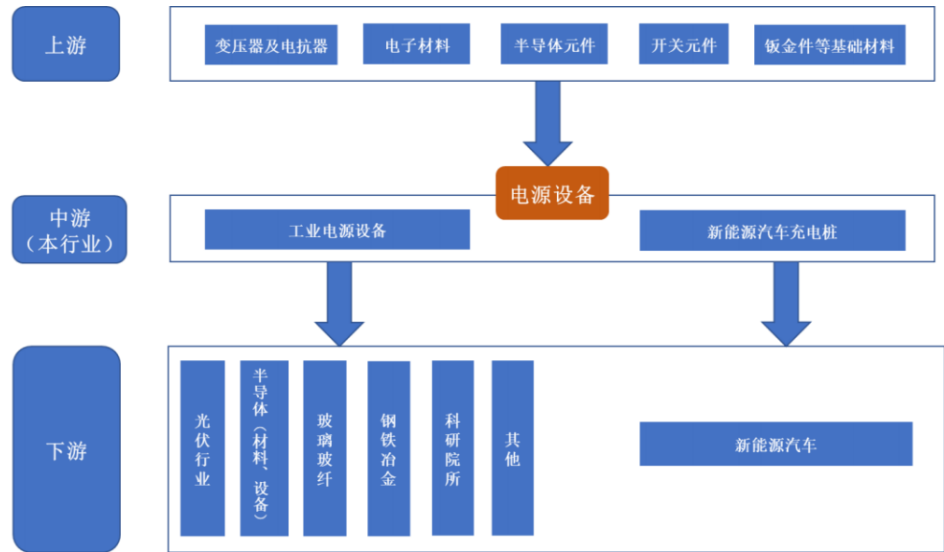 上游
变压器及电抗器
电子材料
半导体元件
开关元件
钣金件等基础材料
电源设备
中游
（本行业）
工业电源设备
新能源汽车充电桩
下游
光伏行业
半导体（材料、设备）
玻璃玻纤
钢铁冶金
科研院所
其他
新能源汽车